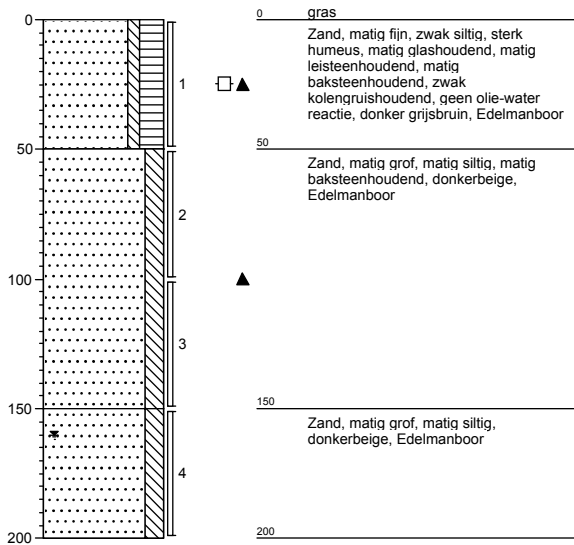 0
50
100
150
200
1
2
3
4
0
gras
Zand, matig fijn, zwak siltig, sterk
humeus, matig glashoudend, matig
leisteenhoudend, matig
baksteenhoudend, zwak
kolengruishoudend, geen olie-water
reactie, donker grijsbruin, Edelmanboor
50
Zand, matig grof, matig siltig, matig
baksteenhoudend, donkerbeige,
Edelmanboor
150
Zand, matig grof, matig siltig,
donkerbeige, Edelmanboor
200